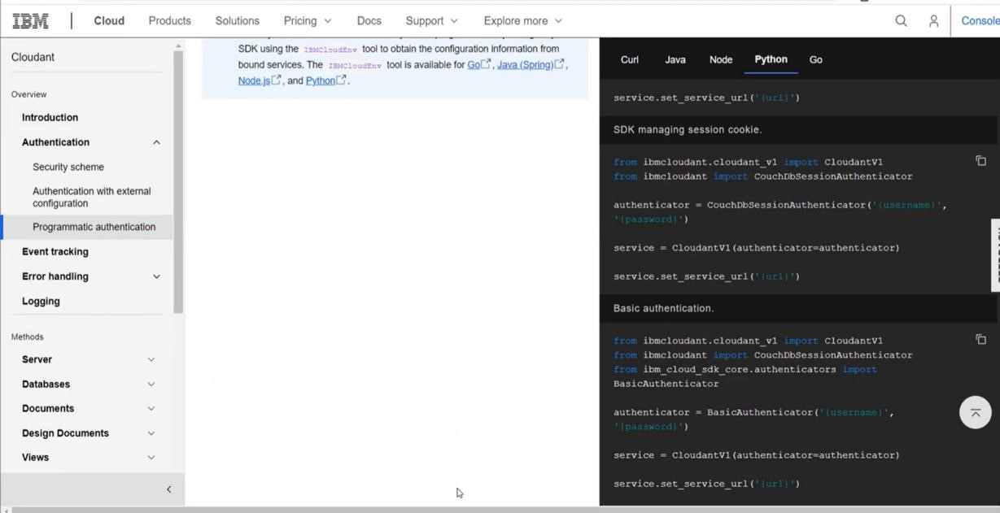 IBM Cloud Products Solutions Pricing Docs Support Explore more Console
Cloudant
Overview
Introduction
Authentication
Security scheme
Authentication with external
configuration
Programmatic authentication
Event tracking
Error handling
Logging
Methods
Server
Databases
Documents
Design Documents
Views
SDK using the IBMCloudEnv tool to obtain the configuration information from
bound services. The IBMCloudEnv tool is available for Go, Java (Spring),
Node.js, and Python.
Curl Java Node Python Go
service.set_service_url('{url}')
SDK managing session cookie.
from ibmcloudant.cloudant_v1 import CloudantV1
from ibmcloudant import CouchDbSessionAuthenticator
authenticator = CouchDbSessionAuthenticator('{username}',
'{password}')
service = CloudantV1(authenticator=authenticator)
service.set_service_url('{url}')
Basic authentication.
from ibmcloudant.cloudant_v1 import CloudantV1
from ibmcloudant import CouchDbSessionAuthenticator
from ibm_cloud_sdk_core.authenticators import
BasicAuthenticator
authenticator = BasicAuthenticator('{username}',
'{password}')
service = CloudantV1(authenticator=authenticator)
service.set_service_url('{url}')